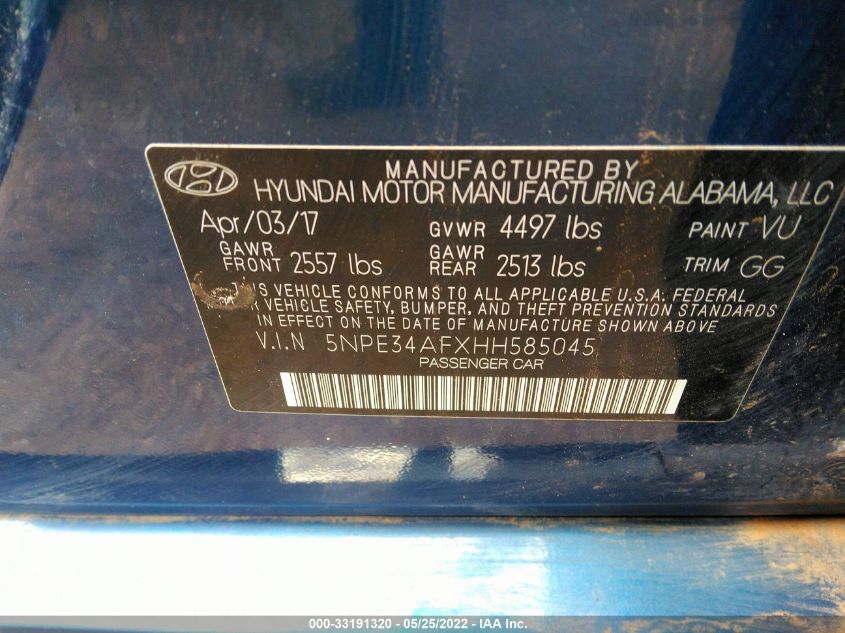 MANUFACTURED BY
HYUNDAI MOTOR MANUFACTURING ALABAMA, LLC
Apr/03/17 GVWR 4497 lbs PAINT VU
GAWR FRONT 2557 lbs GAWR REAR 2513 lbs TRIM GG
VEHICLE CONFORMS TO ALL APPLICABLE U.S.A. FEDERAL
VEHICLE SAFETY, BUMPER, AND THEFT PREVENTION STANDARDS
IN EFFECT ON THE DATE OF MANUFACTURE SHOWN ABOVE
V.I.N 5NPE34AFXHH585045
PASSENGER CAR
000-33191320 - 05/25/2022 - IAA Inc.